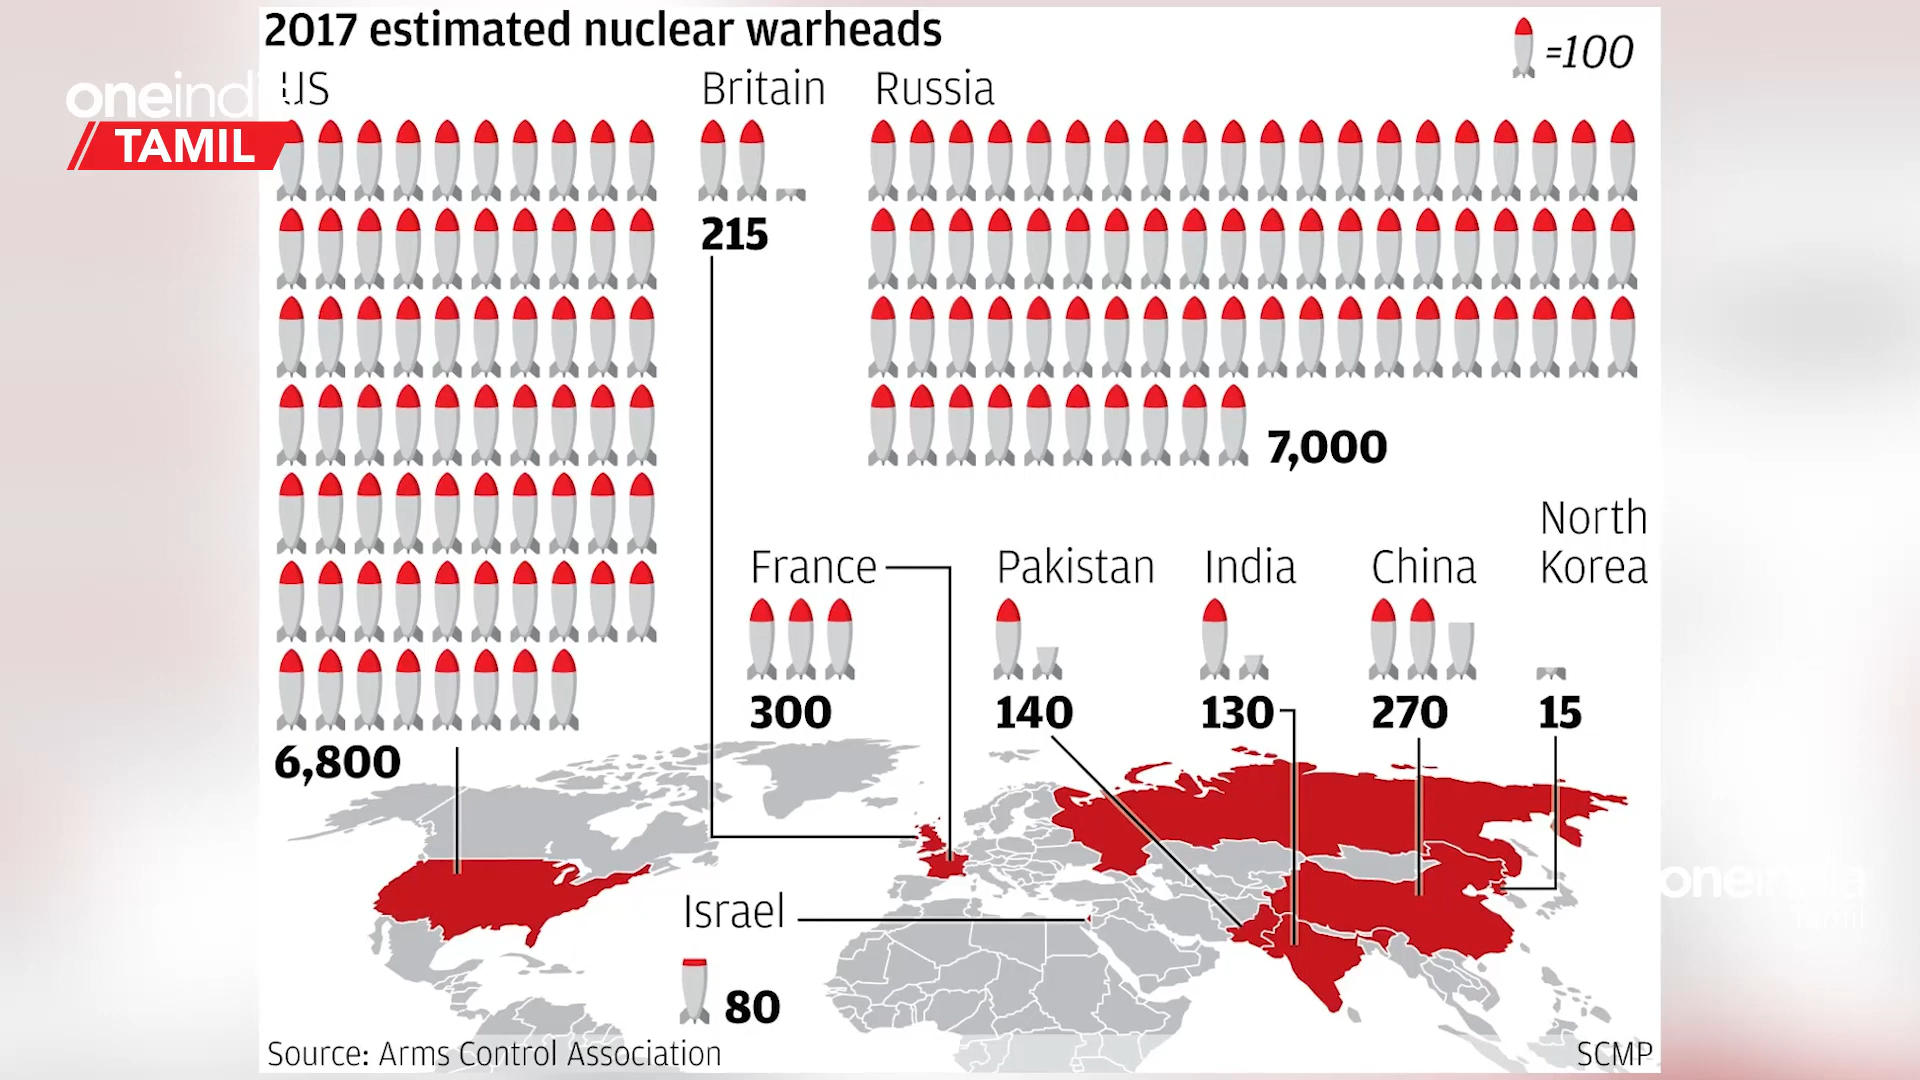 2017 estimated nuclear warheads
=100
US
Britain
Russia
oneindi
TAMIL
215
7,000
North
Korea
France
Pakistan
India
China
300
140
130
270
15
6,800
Israel
80
oneindia
Source: Arms Control Association
SCMP